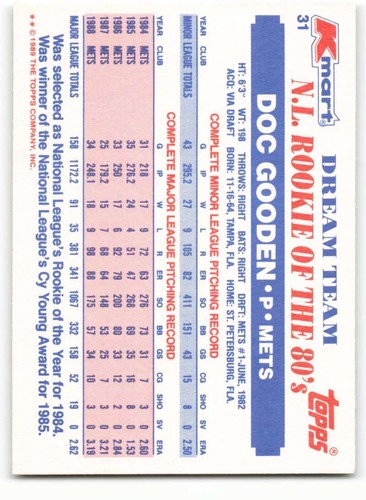 31
Kmart®
DREAM TEAM
N.L. ROOKIE OF THE 80's
topps®
DOC GOODEN • P • METS
HT: 6'3" WT: 198 THROWS: RIGHT BATS: RIGHT DRAFT: METS #1-JUNE, 1982
ACQ: VIA DRAFT BORN: 11-16-64, TAMPA, FLA. HOME: ST. PETERSBURG, FLA.
COMPLETE MINOR LEAGUE PITCHING RECORD
YEAR CLUB G IP W L R ER SO BB GS CG SHO SV ERA
MINOR LEAGUE TOTALS 43 295.2 27 9 105 82 411 151 43 15 8 0 2.50
COMPLETE MAJOR LEAGUE PITCHING RECORD
YEAR CLUB G IP W L R ER SO BB GS CG SHO SV ERA
1984 METS 31 218 17 9 72 63 276 73 31 7 3 0 2.60
1985 METS 35 276.2 24 4 51 47 268 69 35 16 8 0 1.53
1986 METS 33 250 17 6 92 79 200 80 33 12 2 0 2.84
1987 METS 25 179.2 15 7 68 64 148 53 25 7 3 0 3.21
1988 METS 34 248.1 18 9 98 88 175 57 34 10 3 0 3.19
MAJOR LEAGUE TOTALS 158 1172.2 91 35 381 341 1067 332 158 52 19 0 2.62
Was selected as National League's Rookie of the Year for 1984.
Was winner of the National League's Cy Young Award for 1985.
** © 1989 THE TOPPS COMPANY, INC.